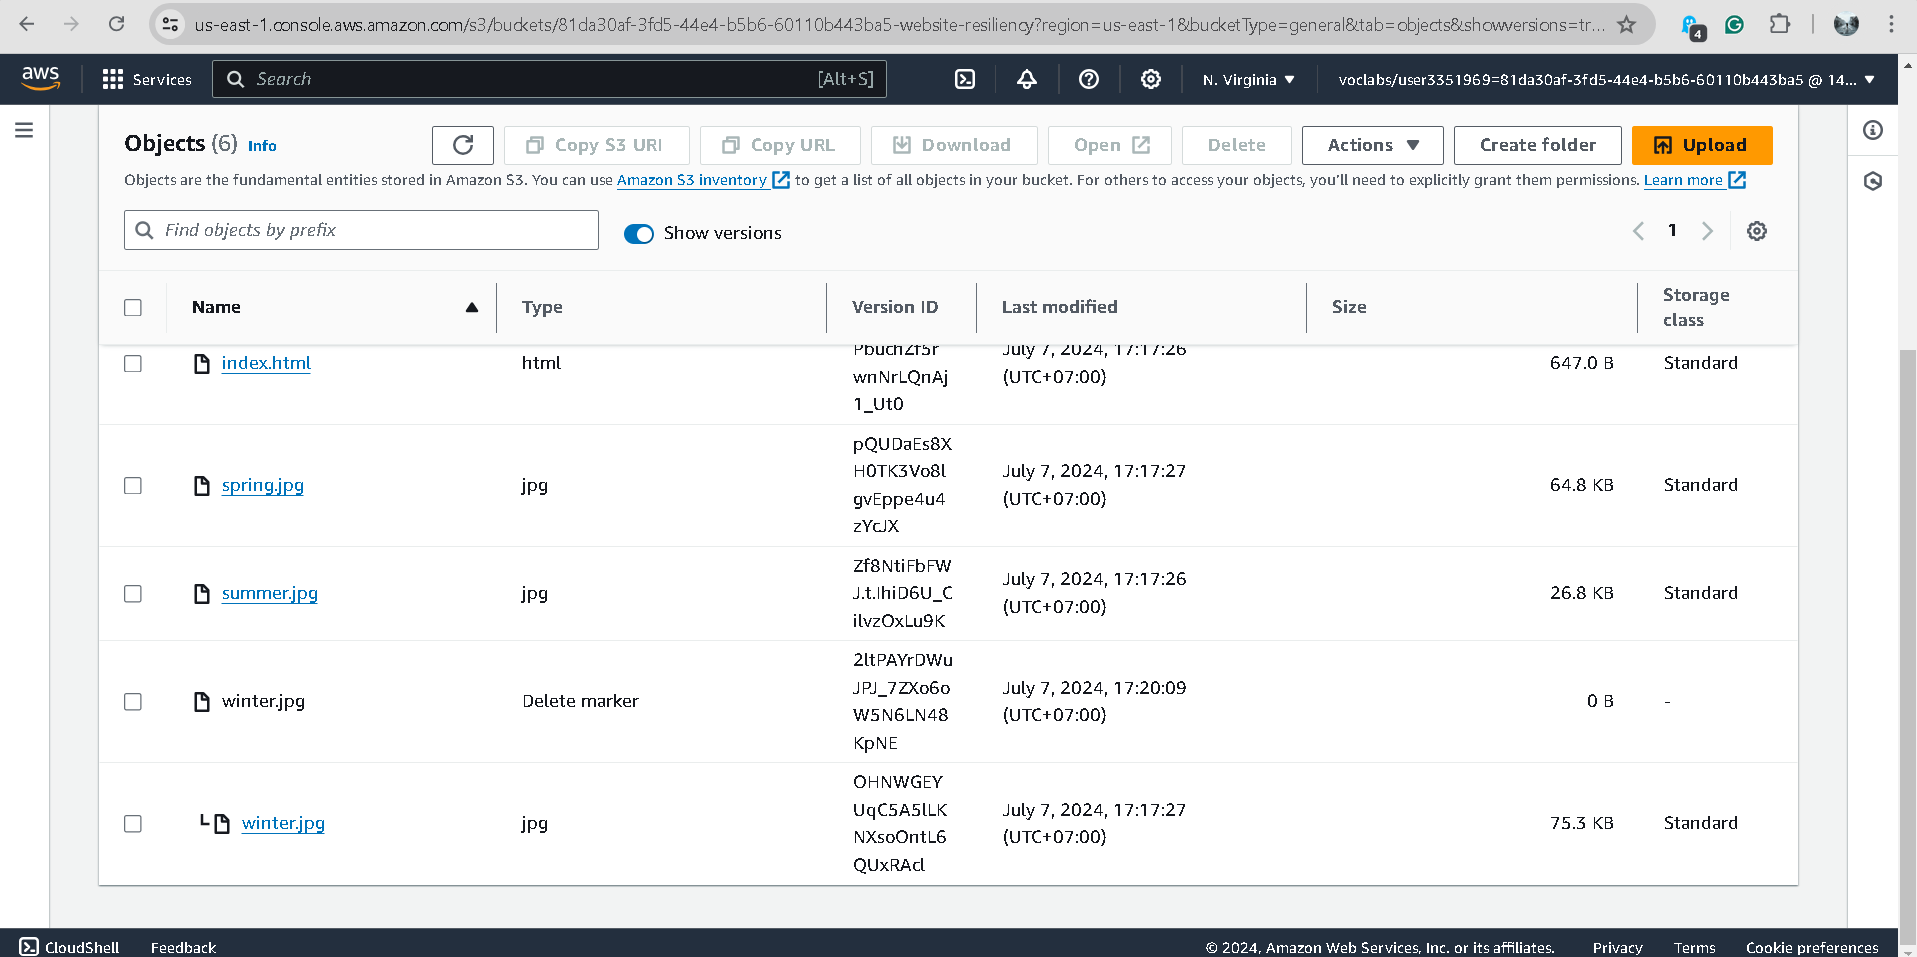 us-east-1.console.aws.amazon.com/s3/buckets/81da30af-3fd5-44e4-b5b6-60110b443ba5-website-resiliency?region=us-east-1&bucketType=general&tab=objects&showversions=tr...
4
aws
Services
Search
[Alt+S]
N. Virginia
voclabs/user3351969=81da30af-3fd5-44e4-b5b6-60110b443ba5 @ 14...
Objects (6) Info
Copy S3 URI
Copy URL
Download
Open
Delete
Actions
Create folder
Upload
Objects are the fundamental entities stored in Amazon S3. You can use Amazon S3 inventory to get a list of all objects in your bucket. For others to access your objects, you'll need to explicitly grant them permissions. Learn more
Find objects by prefix
Show versions
1
Name
Type
Version ID
Last modified
Size
Storage
class
index.html
html
PbuchZf5r
wnNrLQnAj
1_Ut0
July 7, 2024, 17:17:26
(UTC+07:00)
647.0 B
Standard
spring.jpg
jpg
pQUDaEs8X
H0TK3Vo8l
gvEppe4u4
zYcJX
July 7, 2024, 17:17:27
(UTC+07:00)
64.8 KB
Standard
summer.jpg
jpg
Zf8NtiFbFW
J.t.IhiD6U_C
ilvzOxLu9K
July 7, 2024, 17:17:26
(UTC+07:00)
26.8 KB
Standard
winter.jpg
Delete marker
2ltPAYrDWu
JPJ_7ZXo6o
W5N6LN48
KpNE
July 7, 2024, 17:20:09
(UTC+07:00)
0 B
-
winter.jpg
jpg
OHNWGEY
UqC5A5lLK
NXsoOntL6
QUxRAcl
July 7, 2024, 17:17:27
(UTC+07:00)
75.3 KB
Standard
CloudShell
Feedback
© 2024, Amazon Web Services, Inc. or its affiliates.
Privacy
Terms
Cookie preferences